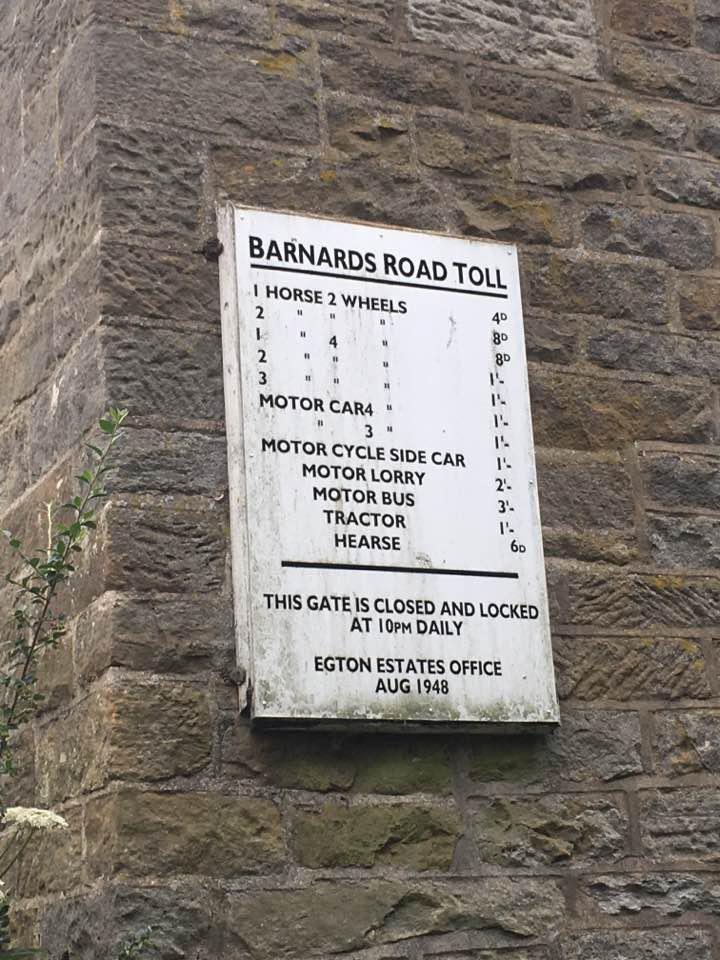 BARNARDS ROAD TOLL
1 HORSE 2 WHEELS 4D
2 " " " 8D
1 " 4 " 8D
2 " " " 1'-
3 " " " 1'-
MOTOR CAR 4 " 1'-
" 3 " 1'-
MOTOR CYCLE SIDE CAR 1'-
MOTOR LORRY 2'-
MOTOR BUS 3'-
TRACTOR 1'-
HEARSE 6D
THIS GATE IS CLOSED AND LOCKED
AT 10PM DAILY
EGTON ESTATES OFFICE
AUG 1948